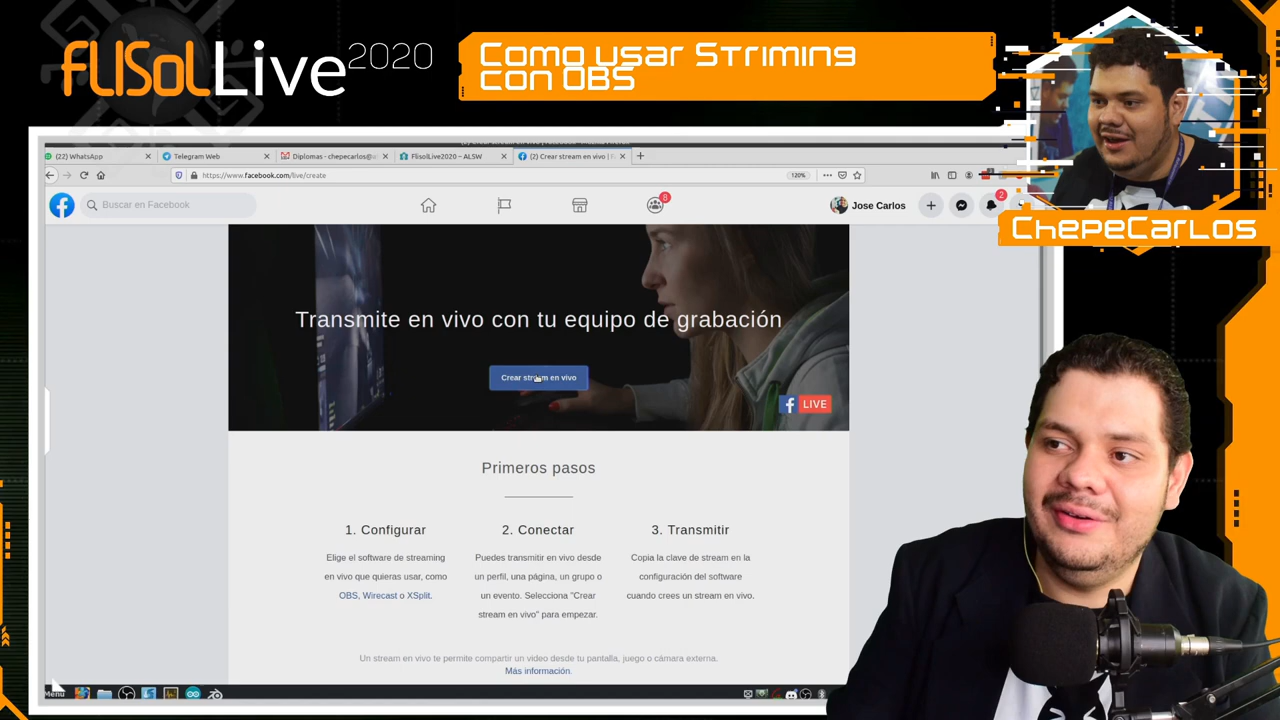 fLISoLLive2020
Como usar Striming
con OBS
ChepeCarlos
(22) WhatsApp
Telegram Web
Diplomas - chepecarlos@a
FlisolLive2020 – ALSW
(2) Crear stream en vivo | F
https://www.facebook.com/live/create
120%
Buscar en Facebook
8
Jose Carlos
2
Transmite en vivo con tu equipo de grabación
Crear stream en vivo
f LIVE
Primeros pasos
1. Configurar
Elige el software de streaming
en vivo que quieras usar, como
OBS, Wirecast o XSplit.
2. Conectar
Puedes transmitir en vivo desde
un perfil, una página, un grupo o
un evento. Selecciona "Crear
stream en vivo" para empezar.
3. Transmitir
Copia la clave de stream en la
configuración del software
cuando crees un stream en vivo.
Un stream en vivo te permite compartir un video desde tu pantalla, juego o cámara externa.
Más información.
Menu